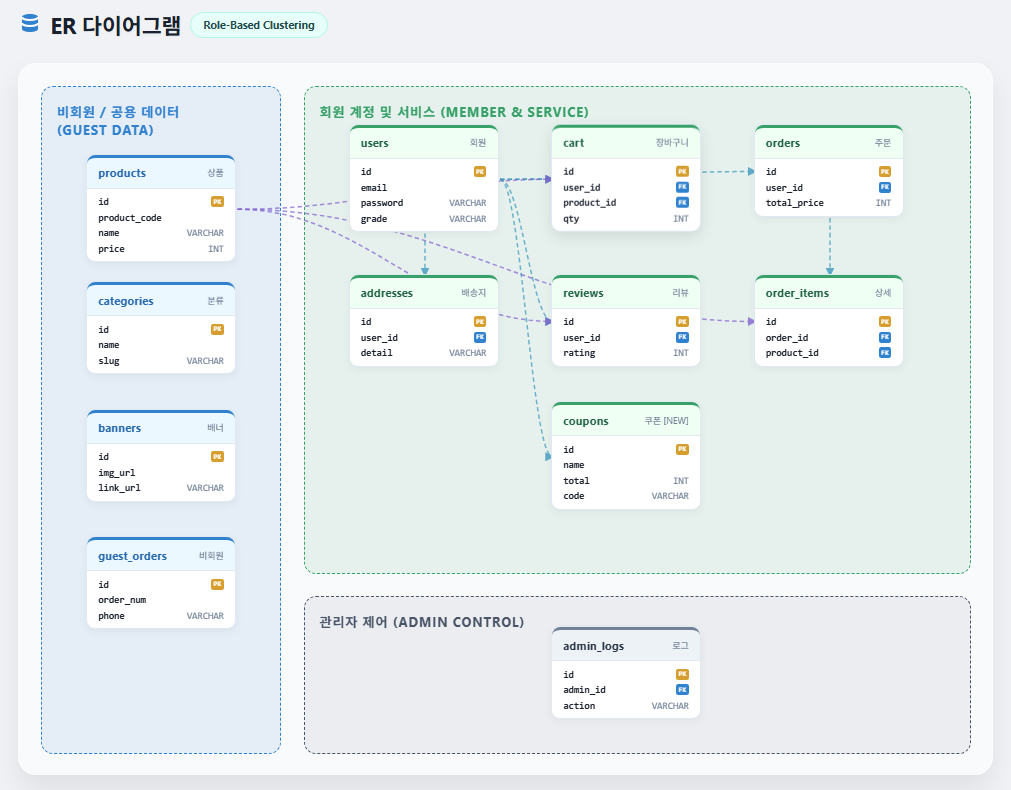 ER 다이어그램 Role-Based Clustering
비회원 / 공용 데이터
(GUEST DATA)
products 상품
id PK
product_code
name VARCHAR
price INT
categories 분류
id PK
name
slug VARCHAR
banners 배너
id PK
img_url
link_url VARCHAR
guest_orders 비회원
id PK
order_num
phone VARCHAR
회원 계정 및 서비스 (MEMBER & SERVICE)
users 회원
id PK
email
password VARCHAR
grade VARCHAR
cart 장바구니
id PK
user_id FK
product_id FK
qty INT
orders 주문
id PK
user_id FK
total_price INT
addresses 배송지
id PK
user_id FK
detail VARCHAR
reviews 리뷰
id PK
user_id FK
rating INT
order_items 상세
id PK
order_id FK
product_id FK
coupons 쿠폰 [NEW]
id PK
name
total INT
code VARCHAR
관리자 제어 (ADMIN CONTROL)
admin_logs 로그
id PK
admin_id FK
action VARCHAR